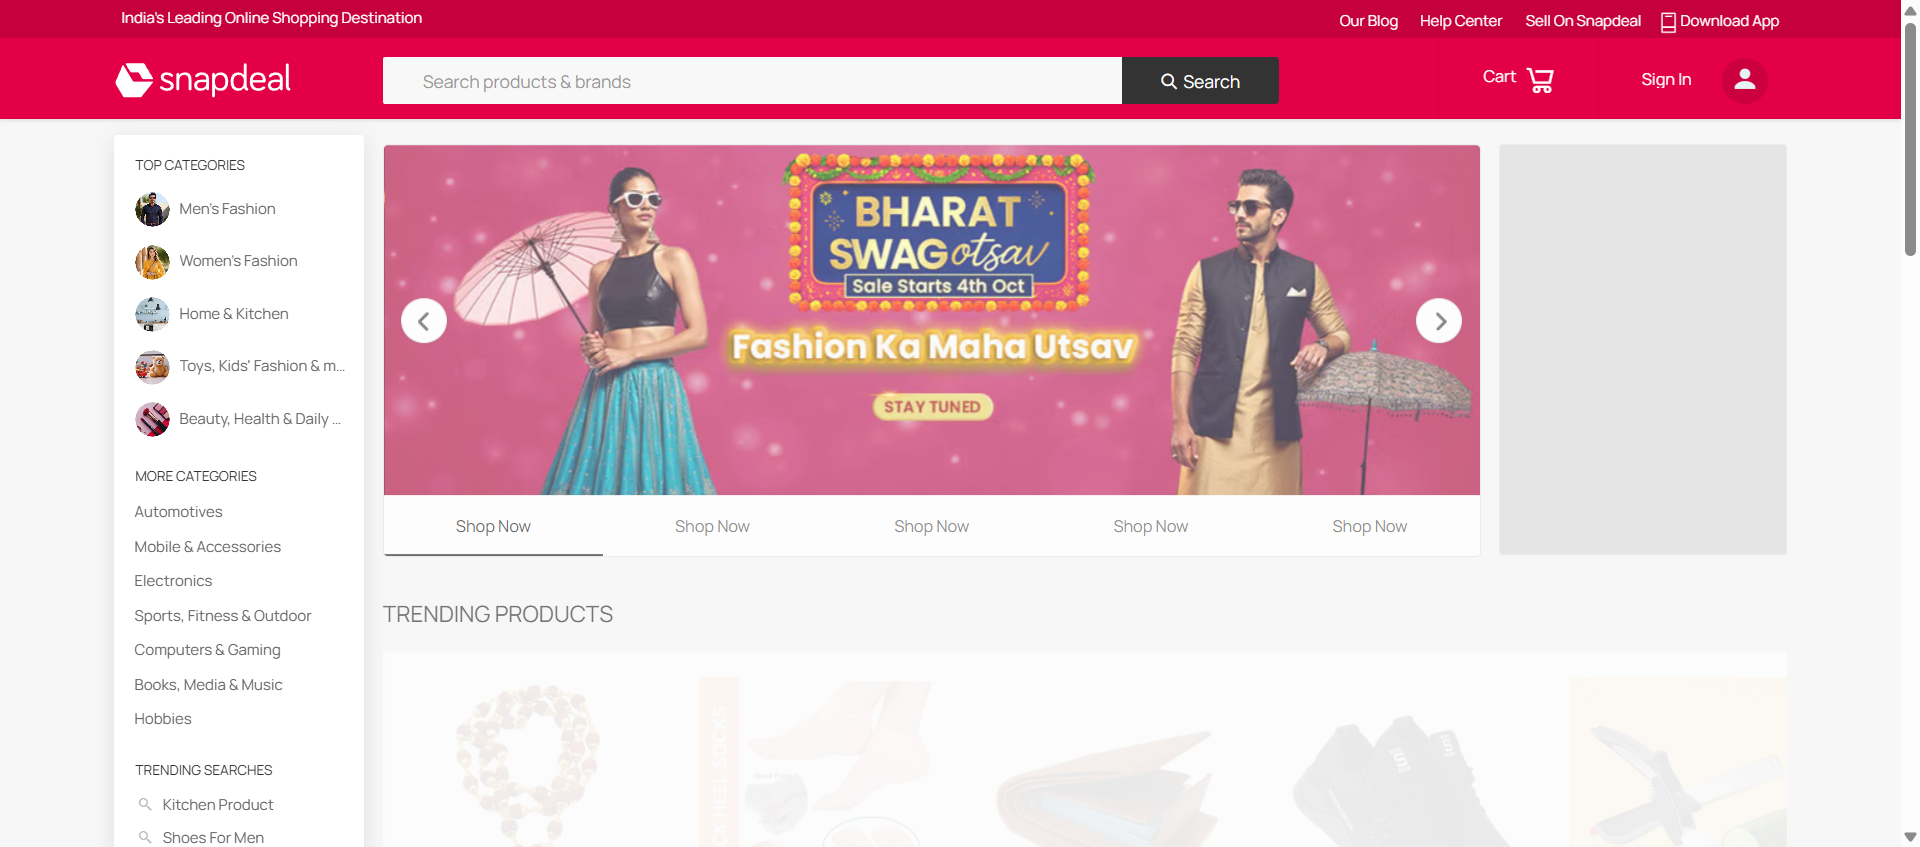 India's Leading Online Shopping Destination
Our Blog
Help Center
Sell On Snapdeal
Download App
snapdeal
Search products & brands
Search
Cart
Sign In
TOP CATEGORIES
Men's Fashion
Women's Fashion
Home & Kitchen
Toys, Kids' Fashion & m...
Beauty, Health & Daily ...
MORE CATEGORIES
Automotives
Mobile & Accessories
Electronics
Sports, Fitness & Outdoor
Computers & Gaming
Books, Media & Music
Hobbies
TRENDING SEARCHES
Kitchen Product
Shoes For Men
BHARAT
SWAGotsav
Sale Starts 4th Oct
Fashion Ka Maha Utsav
STAY TUNED
Shop Now
Shop Now
Shop Now
Shop Now
Shop Now
TRENDING PRODUCTS
HEEL SOCKS